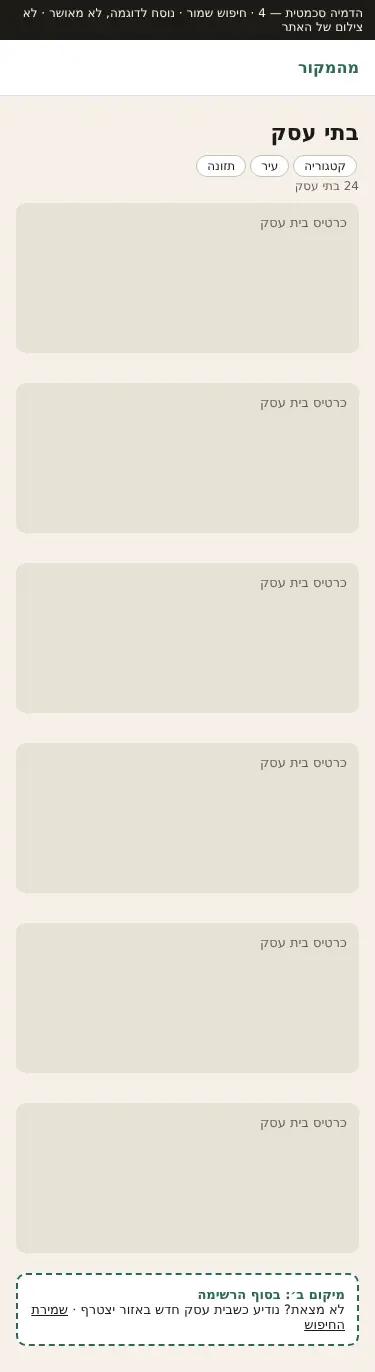 הדמיה סכמטית — 4 · חיפוש שמור · נוסח לדוגמה, לא מאושר · לא
צילום של האתר
מהמקור
בתי עסק
קטגוריה
עיר
תזונה
24 בתי עסק
כרטיס בית עסק
כרטיס בית עסק
כרטיס בית עסק
כרטיס בית עסק
כרטיס בית עסק
כרטיס בית עסק
מיקום ב׳: בסוף הרשימה
לא מצאת? נודיע כשבית עסק חדש באזור יצטרף · שמירת
החיפוש